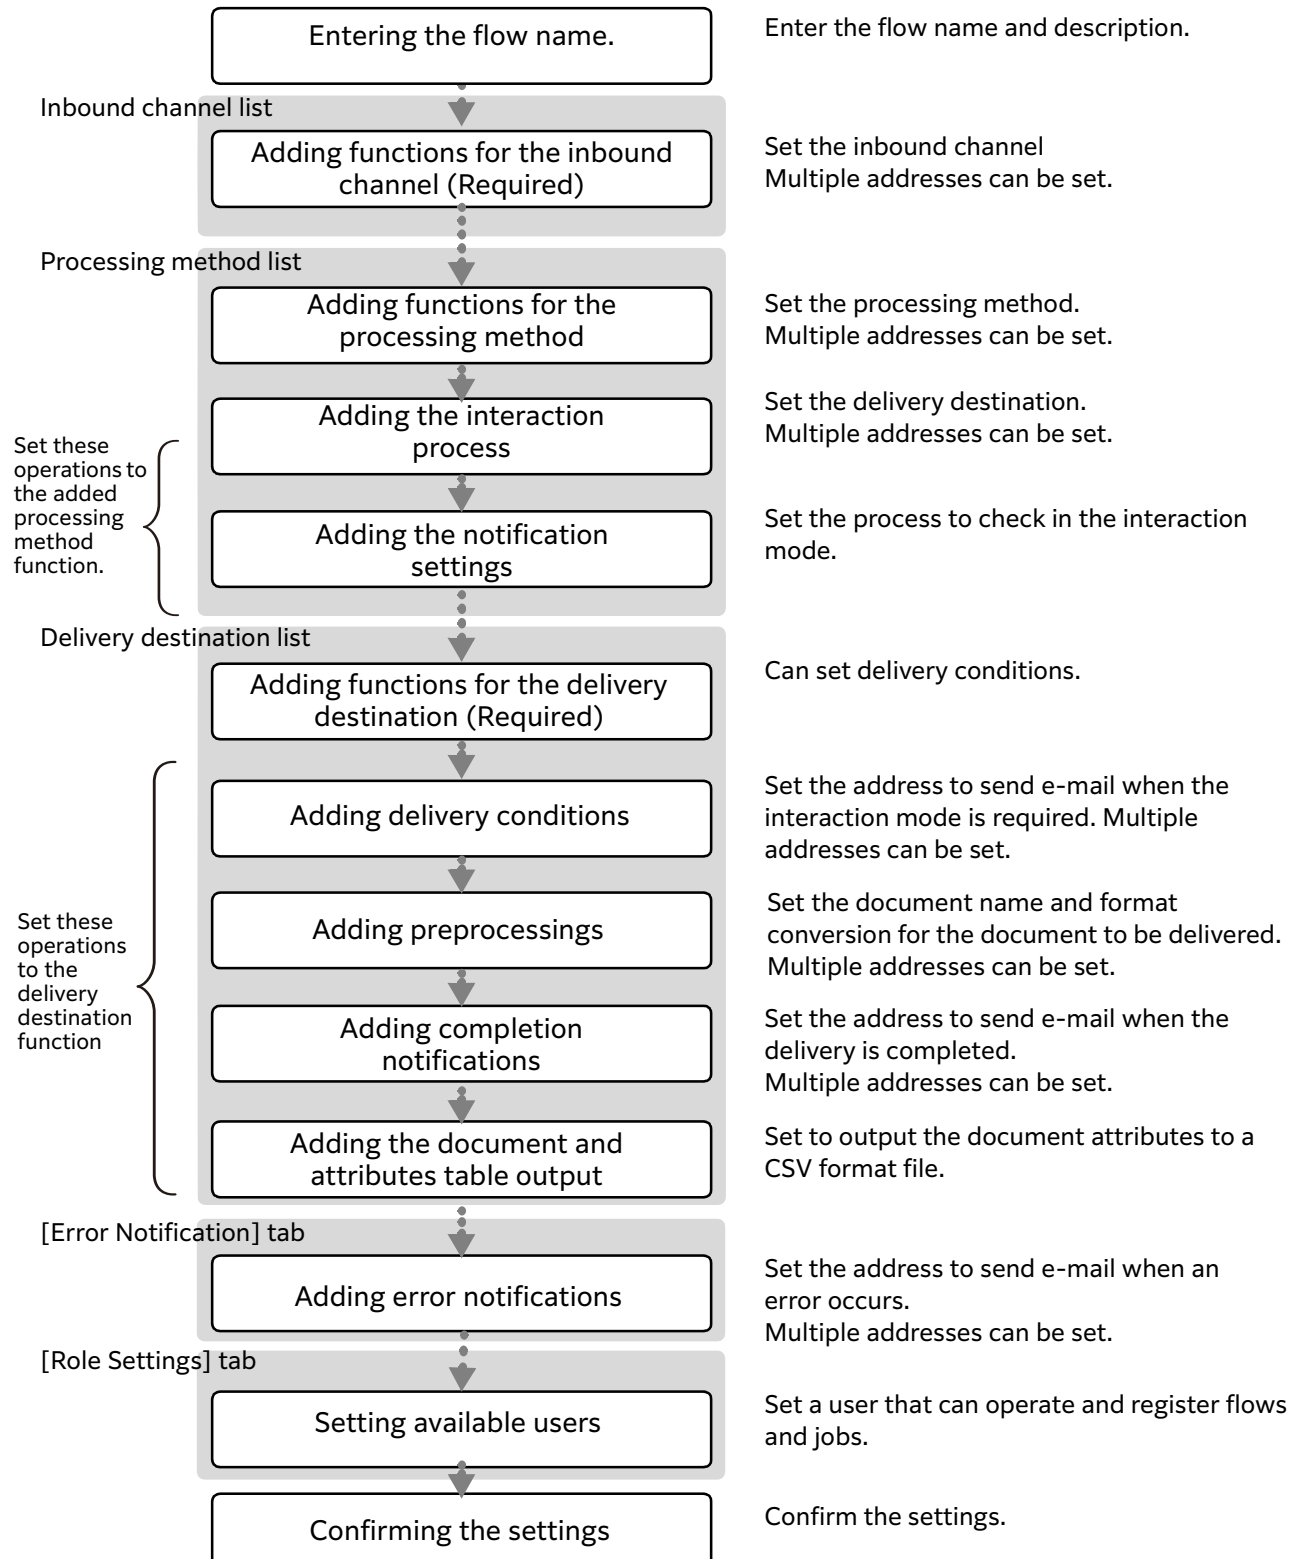 Entering the flow name.
Enter the flow name and description.
Inbound channel list
Adding functions for the inbound
channel (Required)
Set the inbound channel
Multiple addresses can be set.
Processing method list
Adding functions for the
processing method
Set the processing method.
Multiple addresses can be set.
Adding the interaction
process
Set the delivery destination.
Multiple addresses can be set.
Set these
operations to
the added
processing
method
function.
Adding the notification
settings
Set the process to check in the interaction
mode.
Delivery destination list
Adding functions for the delivery
destination (Required)
Can set delivery conditions.
Adding delivery conditions
Set the address to send e-mail when the
interaction mode is required. Multiple
addresses can be set.
Adding preprocessings
Set the document name and format
conversion for the document to be delivered.
Multiple addresses can be set.
Set these
operations
to the
delivery
destination
function
Adding completion
notifications
Set the address to send e-mail when the
delivery is completed.
Multiple addresses can be set.
Adding the document and
attributes table output
Set to output the document attributes to a
CSV format file.
[Error Notification] tab
Adding error notifications
Set the address to send e-mail when an
error occurs.
Multiple addresses can be set.
[Role Settings] tab
Setting available users
Set a user that can operate and register flows
and jobs.
Confirming the settings
Confirm the settings.